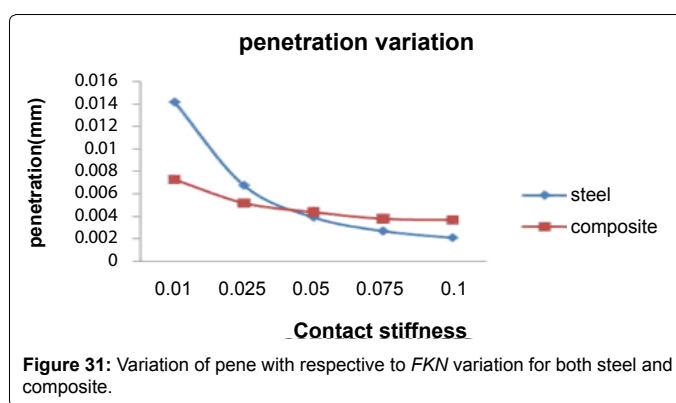 penetration variation
0.016
0.014
0.012
0.01
0.008
0.006
0.004
0.002
0
penetration(mm)
steel
composite
0.01 0.025 0.05 0.075 0.1
Contact stiffness
Figure 31: Variation of pene with respective to FKN variation for both steel and
composite.